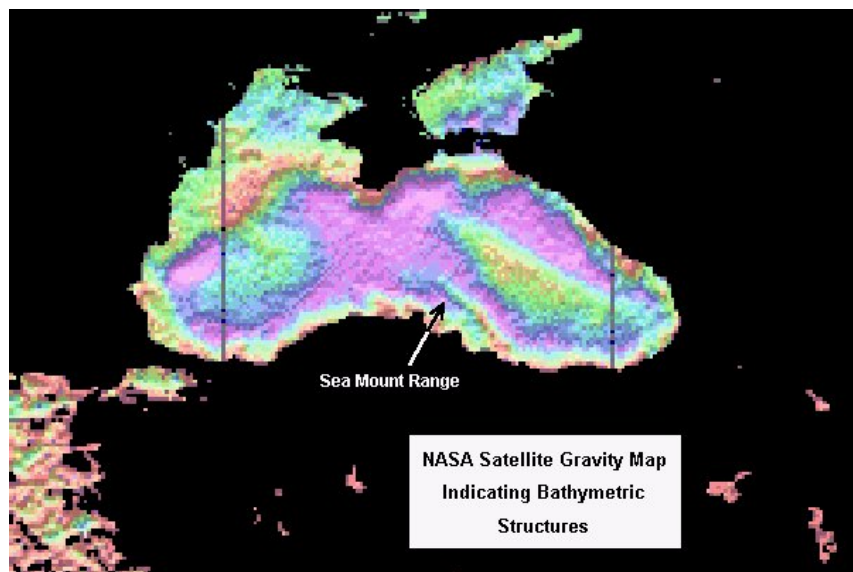 Sea Mount Range
NASA Satellite Gravity Map
Indicating Bathymetric
Structures